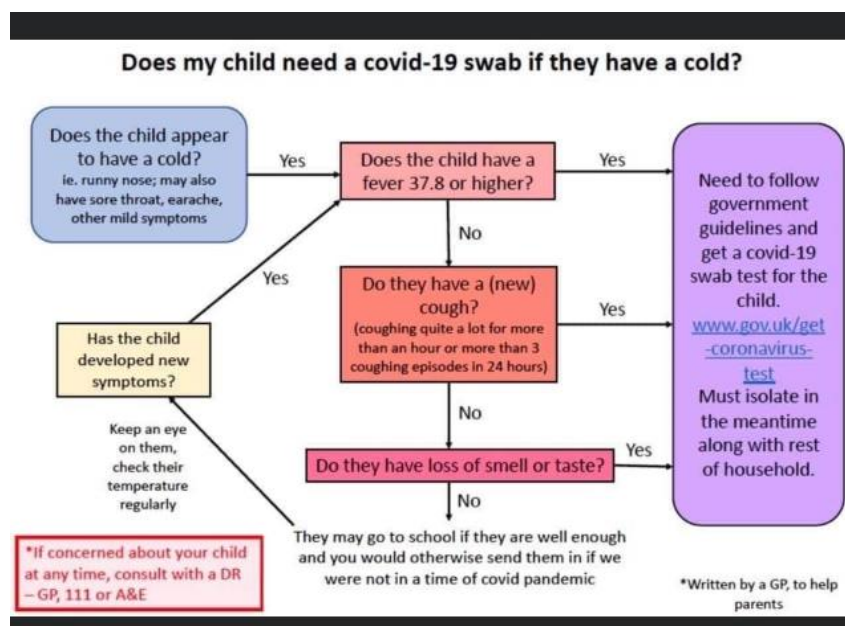 Does my child need a covid-19 swab if they have a cold?
Does the child appear
to have a cold?
ie. runny nose; may also
have sore throat, earache,
other mild symptoms
Yes
Does the child have a
fever 37.8 or higher?
Yes
No
Need to follow
government
guidelines and
get a covid-19
swab test for the
child.
www.gov.uk/get
-coronavirus-
test
Must isolate in
the meantime
along with rest
of household.
Yes
Do they have a (new)
cough?
(coughing quite a lot for more
than an hour or more than 3
coughing episodes in 24 hours)
Yes
No
Has the child
developed new
symptoms?
Keep an eye
on them,
check their
temperature
regularly
Do they have loss of smell or taste?
Yes
No
They may go to school if they are well enough
and you would otherwise send them in if we
were not in a time of covid pandemic
*If concerned about your child
at any time, consult with a DR
– GP, 111 or A&E
*Written by a GP, to help
parents